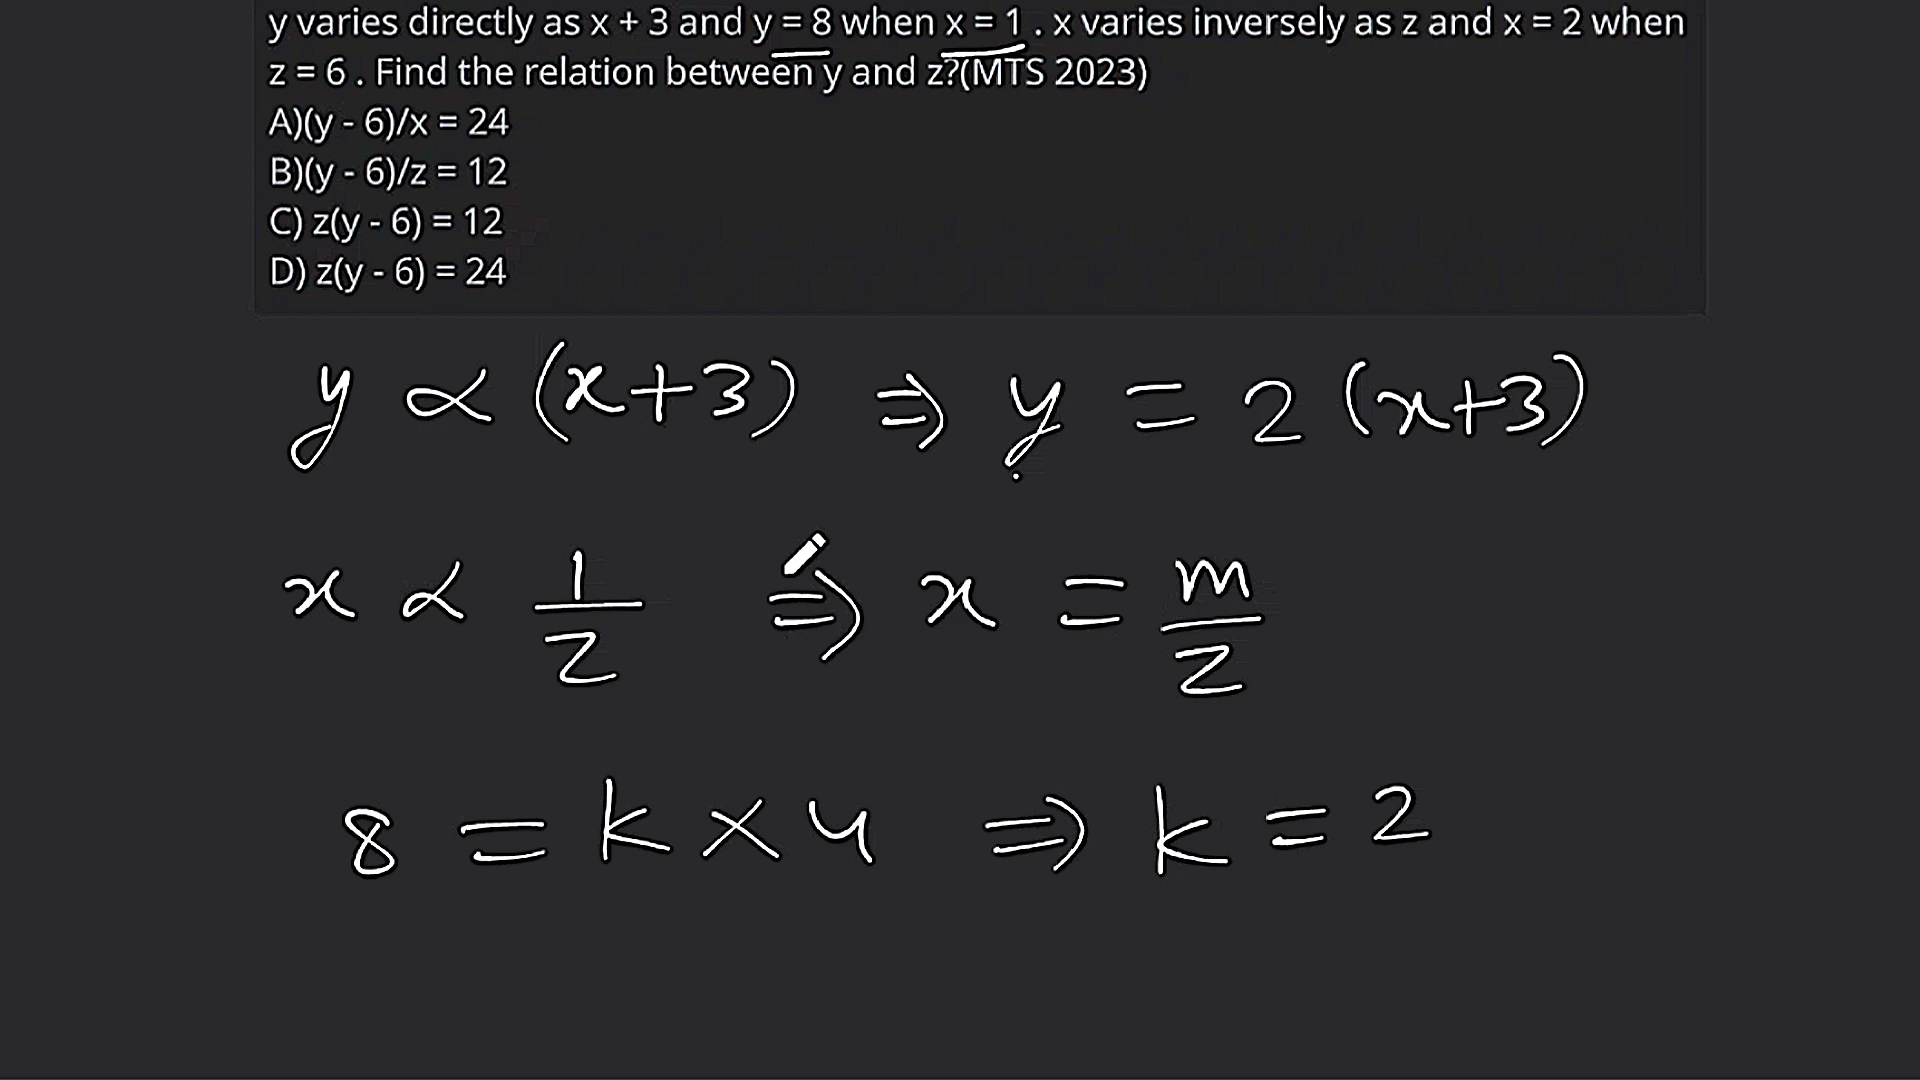 y varies directly as x + 3 and y = 8 when x = 1 . x varies inversely as z and x = 2 when
z = 6 . Find the relation between y and z?(MTS 2023)
A)(y - 6)/x = 24
B)(y - 6)/z = 12
C) z(y - 6) = 12
D) z(y - 6) = 24
y ∝ (x+3) ⇒ y = 2 (x+3)
x ∝ 1/z ⇒ x = m/z
8 = k × 4 ⇒ k = 2